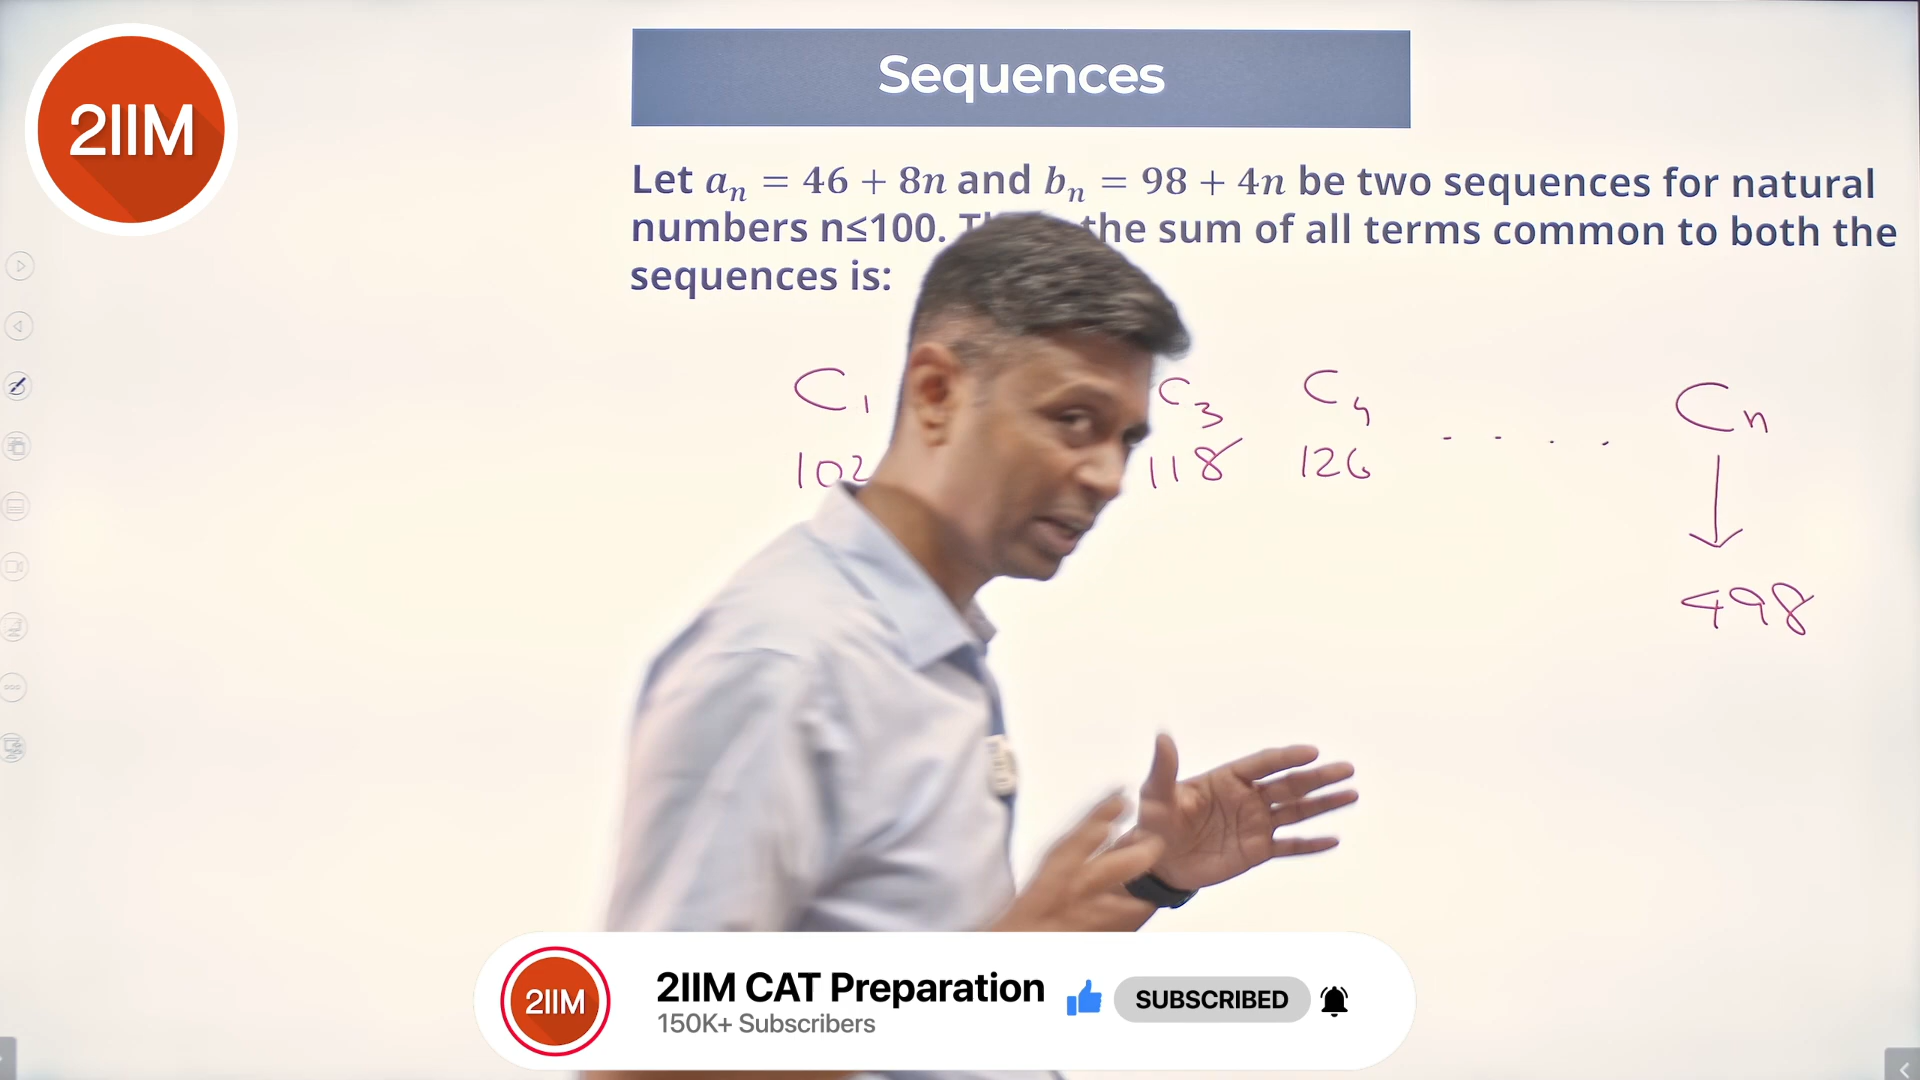 2IIM
Sequences
Let aₙ = 46 + 8n and bₙ = 98 + 4n be two sequences for natural
numbers n≤100. the sum of all terms common to both the
sequences is:
C₁ C₃ C₄ . . . . Cₙ
102 118 126
498
2IIM
2IIM CAT Preparation
150K+ Subscribers
SUBSCRIBED